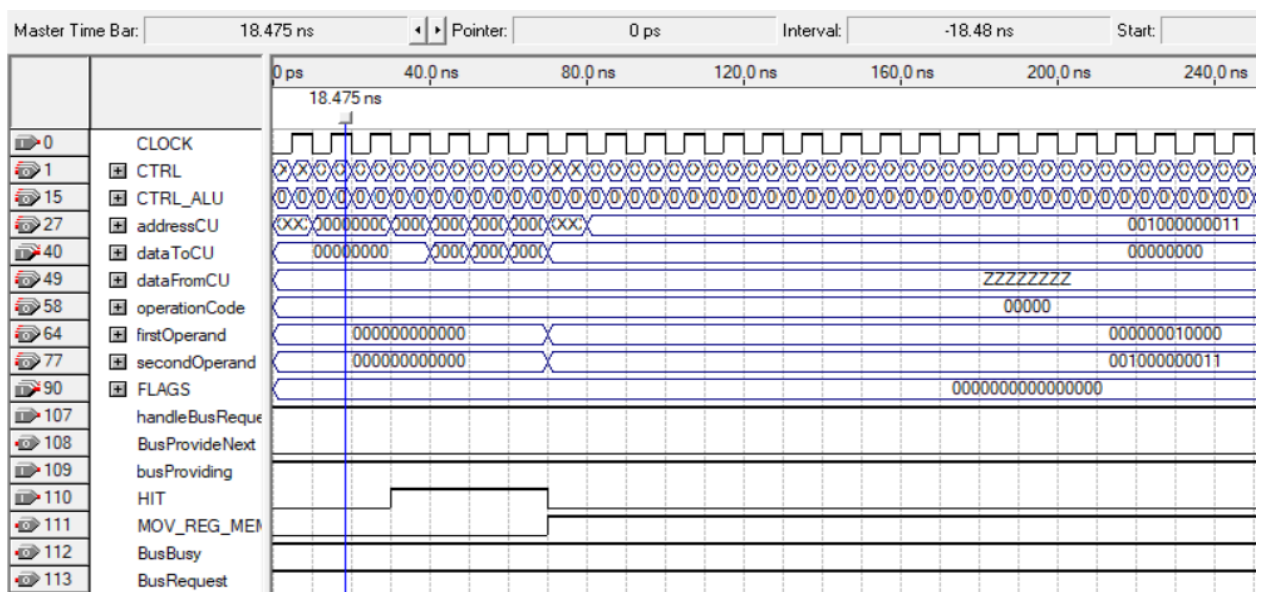 Master Time Bar: 18.475 ns Pointer: 0 ps Interval: -18.48 ns Start:
0 ps 40.0 ns 80.0 ns 120.0 ns 160.0 ns 200.0 ns 240.0 ns
18.475 ns
0 CLOCK
1 CTRL
15 CTRL_ALU
27 addressCU 001000000011
40 dataToCU 00000000 00000000
49 dataFromCU ZZZZZZZZ
58 operationCode 00000
64 firstOperand 000000000000 000000010000
77 secondOperand 000000000000 001000000011
90 FLAGS 0000000000000000
107 handleBusReque
108 BusProvideNext
109 busProviding
110 HIT
111 MOV_REG_MEM
112 BusBusy
113 BusRequest